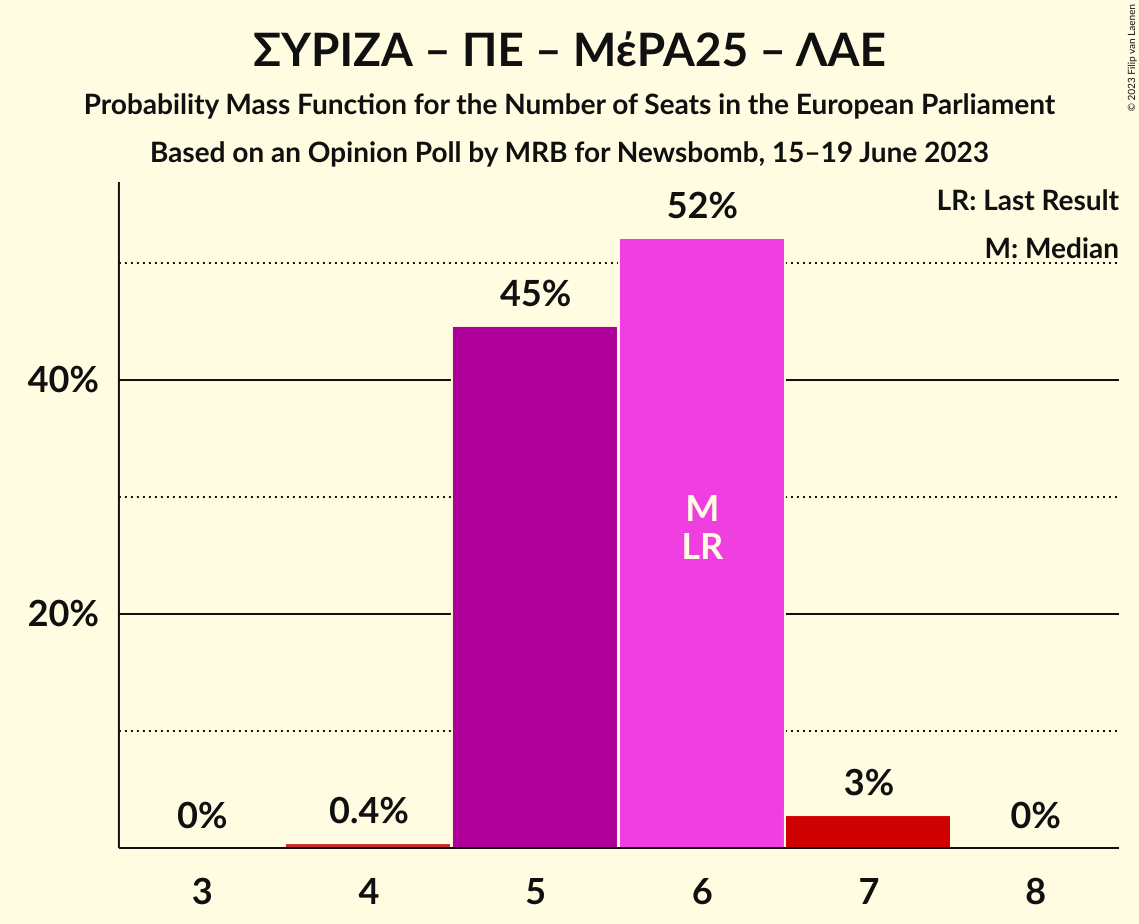 ΣΥΡΙΖΑ – ΠΕ – ΜέΡΑ25 – ΛΑΕ
Probability Mass Function for the Number of Seats in the European Parliament
Based on an Opinion Poll by MRB for Newsbomb, 15–19 June 2023
© 2023 Filip van Laenen
LR: Last Result
M: Median
52%
45%
40%
M
LR
20%
0%
0.4%
3%
0%
3
4
5
6
7
8